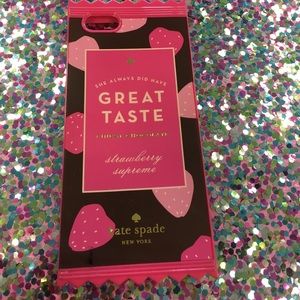 SHE ALWAYS DID HAVE
GREAT
TASTE
strawberry
supreme
kate spade
NEW YORK